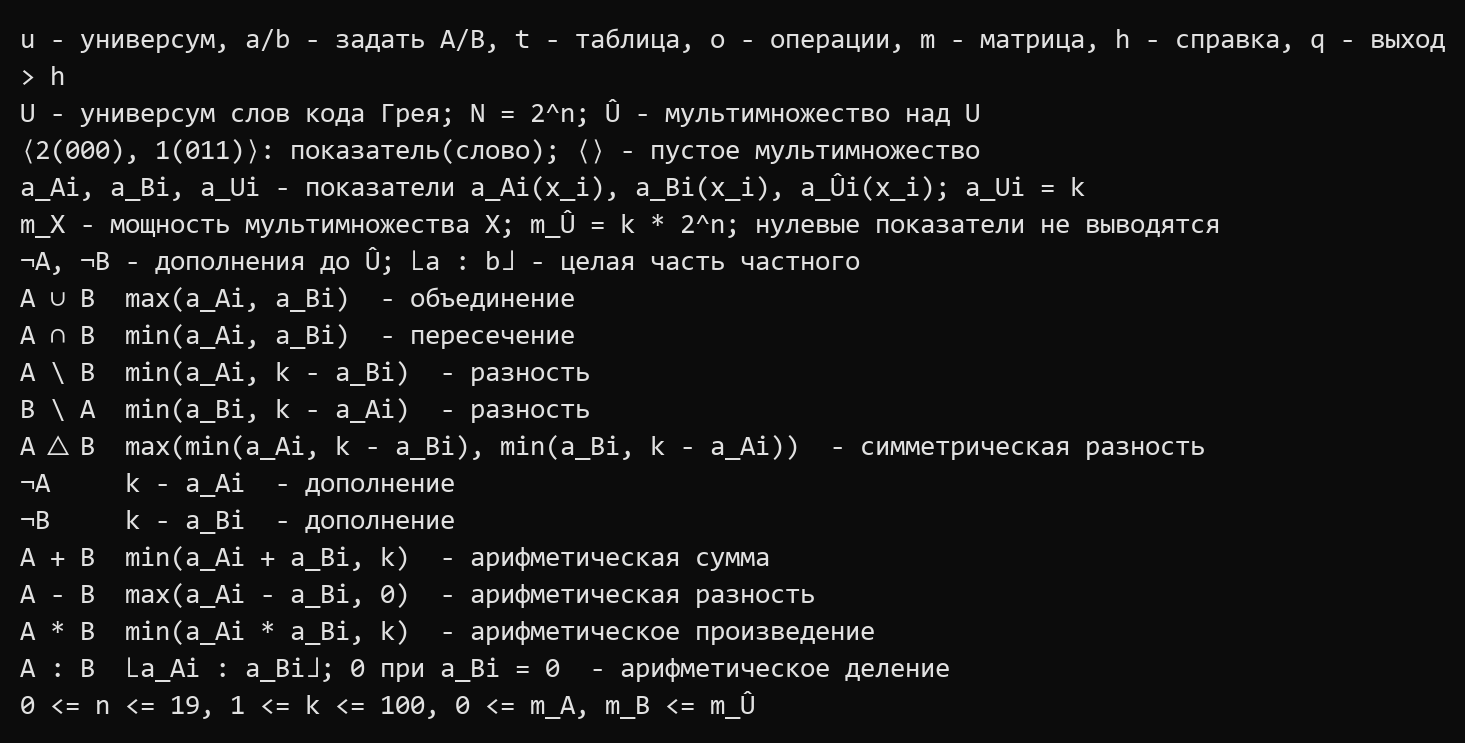 u - универсум, a/b - задать A/B, t - таблица, o - операции, m - матрица, h - справка, q - выход
> h
U - универсум слов кода Грея; N = 2^n; Û - мультимножество над U
⟨2(000), 1(011)⟩: показатель(слово); ⟨⟩ - пустое мультимножество
a_Ai, a_Bi, a_Ui - показатели a_Ai(x_i), a_Bi(x_i), a_Ûi(x_i); a_Ui = k
m_X - мощность мультимножества X; m_Û = k * 2^n; нулевые показатели не выводятся
¬A, ¬B - дополнения до Û; ⌊a : b⌋ - целая часть частного
A ∪ B  max(a_Ai, a_Bi)  - объединение
A ∩ B  min(a_Ai, a_Bi)  - пересечение
A \ B  min(a_Ai, k - a_Bi)  - разность
B \ A  min(a_Bi, k - a_Ai)  - разность
A △ B  max(min(a_Ai, k - a_Bi), min(a_Bi, k - a_Ai))  - симметрическая разность
¬A     k - a_Ai  - дополнение
¬B     k - a_Bi  - дополнение
A + B  min(a_Ai + a_Bi, k)  - арифметическая сумма
A - B  max(a_Ai - a_Bi, 0)  - арифметическая разность
A * B  min(a_Ai * a_Bi, k)  - арифметическое произведение
A : B  ⌊a_Ai : a_Bi⌋; 0 при a_Bi = 0  - арифметическое деление
0 <= n <= 19, 1 <= k <= 100, 0 <= m_A, m_B <= m_Û